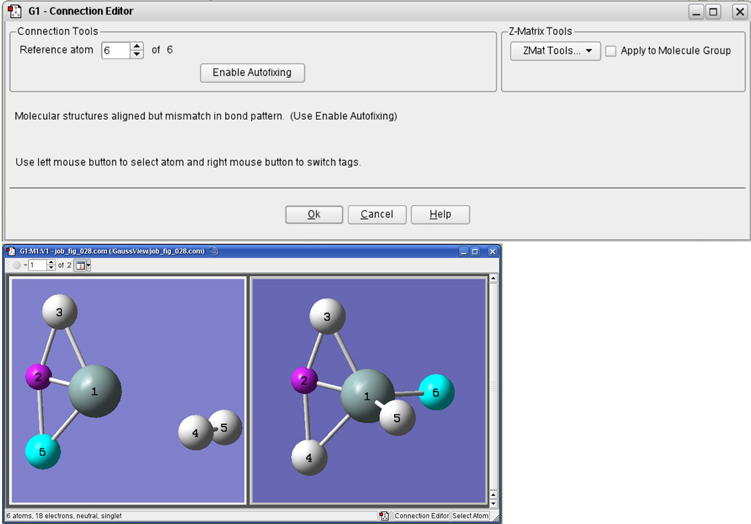 G1 - Connection Editor
Connection Tools
Reference atom 6 of 6
Enable Autofixing
Z-Matrix Tools
ZMat Tools... Apply to Molecule Group
Molecular structures aligned but mismatch in bond pattern. (Use Enable Autofixing)
Use left mouse button to select atom and right mouse button to switch tags.
Ok Cancel Help
G1:M1:V1 - job_fig_028.com (/GaussView/job_fig_028.com)
1 of 2
3
2
1
6
4
5
3
2
1
6
5
4
6 atoms, 18 electrons, neutral, singlet
Connection Editor Select Atom